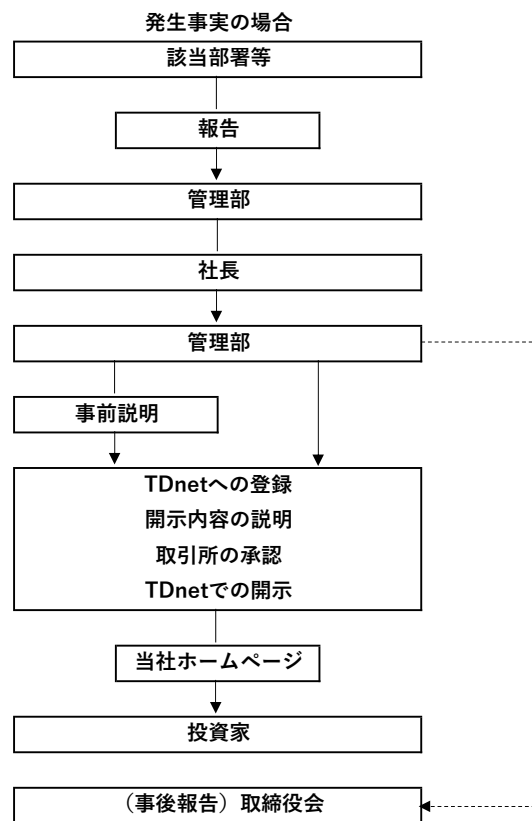 発生事実の場合
該当部署等
報告
管理部
社長
管理部
事前説明
TDnetへの登録
開示内容の説明
取引所の承認
TDnetでの開示
当社ホームページ
投資家
（事後報告）取締役会